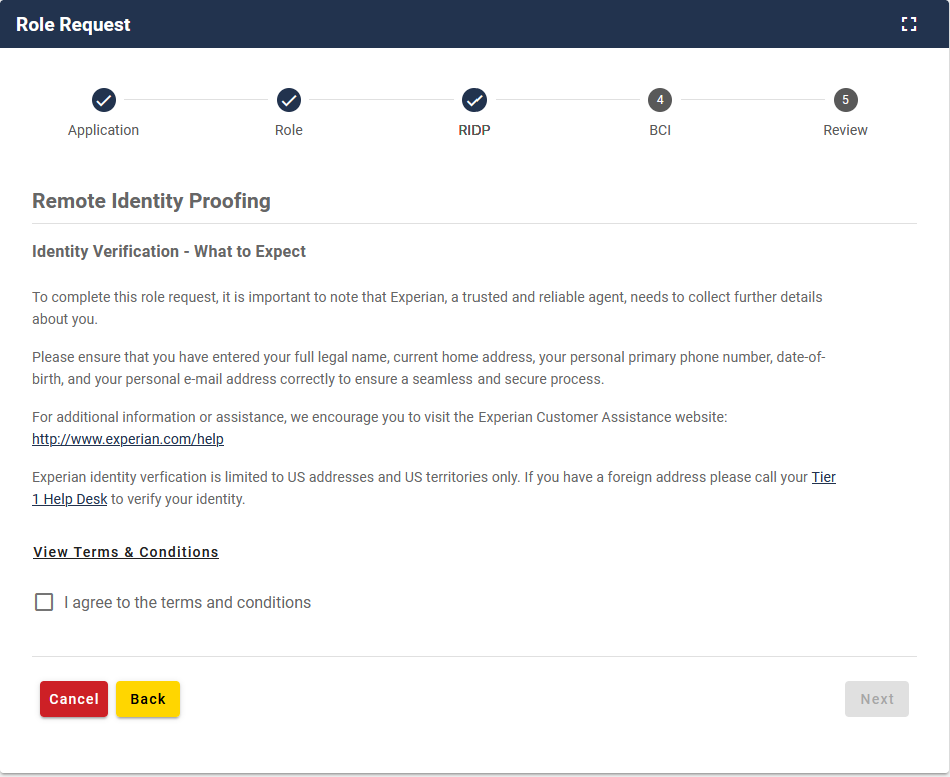 Role Request
4
5
Application
Role
RIDP
BCI
Review
Remote Identity Proofing
Identity Verification - What to Expect
To complete this role request, it is important to note that Experian, a trusted and reliable agent, needs to collect further details
about you.
Please ensure that you have entered your full legal name, current home address, your personal primary phone number, date-of-
birth, and your personal e-mail address correctly to ensure a seamless and secure process.
For additional information or assistance, we encourage you to visit the Experian Customer Assistance website:
http://www.experian.com/help
Experian identity verfication is limited to US addresses and US territories only. If you have a foreign address please call your Tier
1 Help Desk to verify your identity.
View Terms & Conditions
I agree to the terms and conditions
Cancel
Back
Next